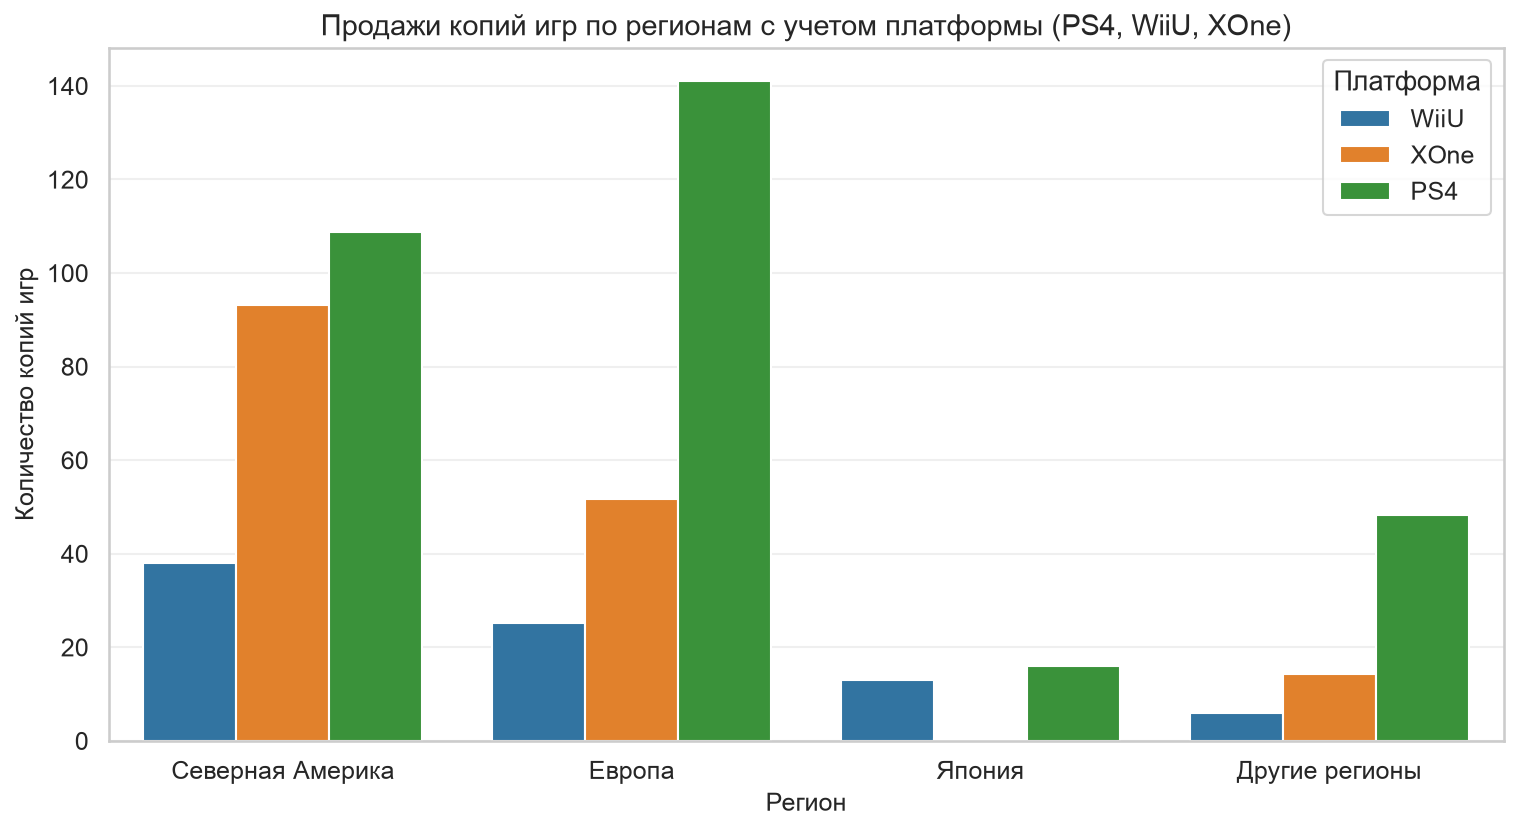 Продажи копий игр по регионам с учетом платформы (PS4, WiiU, XOne)
Платформа
WiiU
XOne
PS4
Количество копий игр
140
120
100
80
60
40
20
0
Северная Америка
Европа
Япония
Другие регионы
Регион